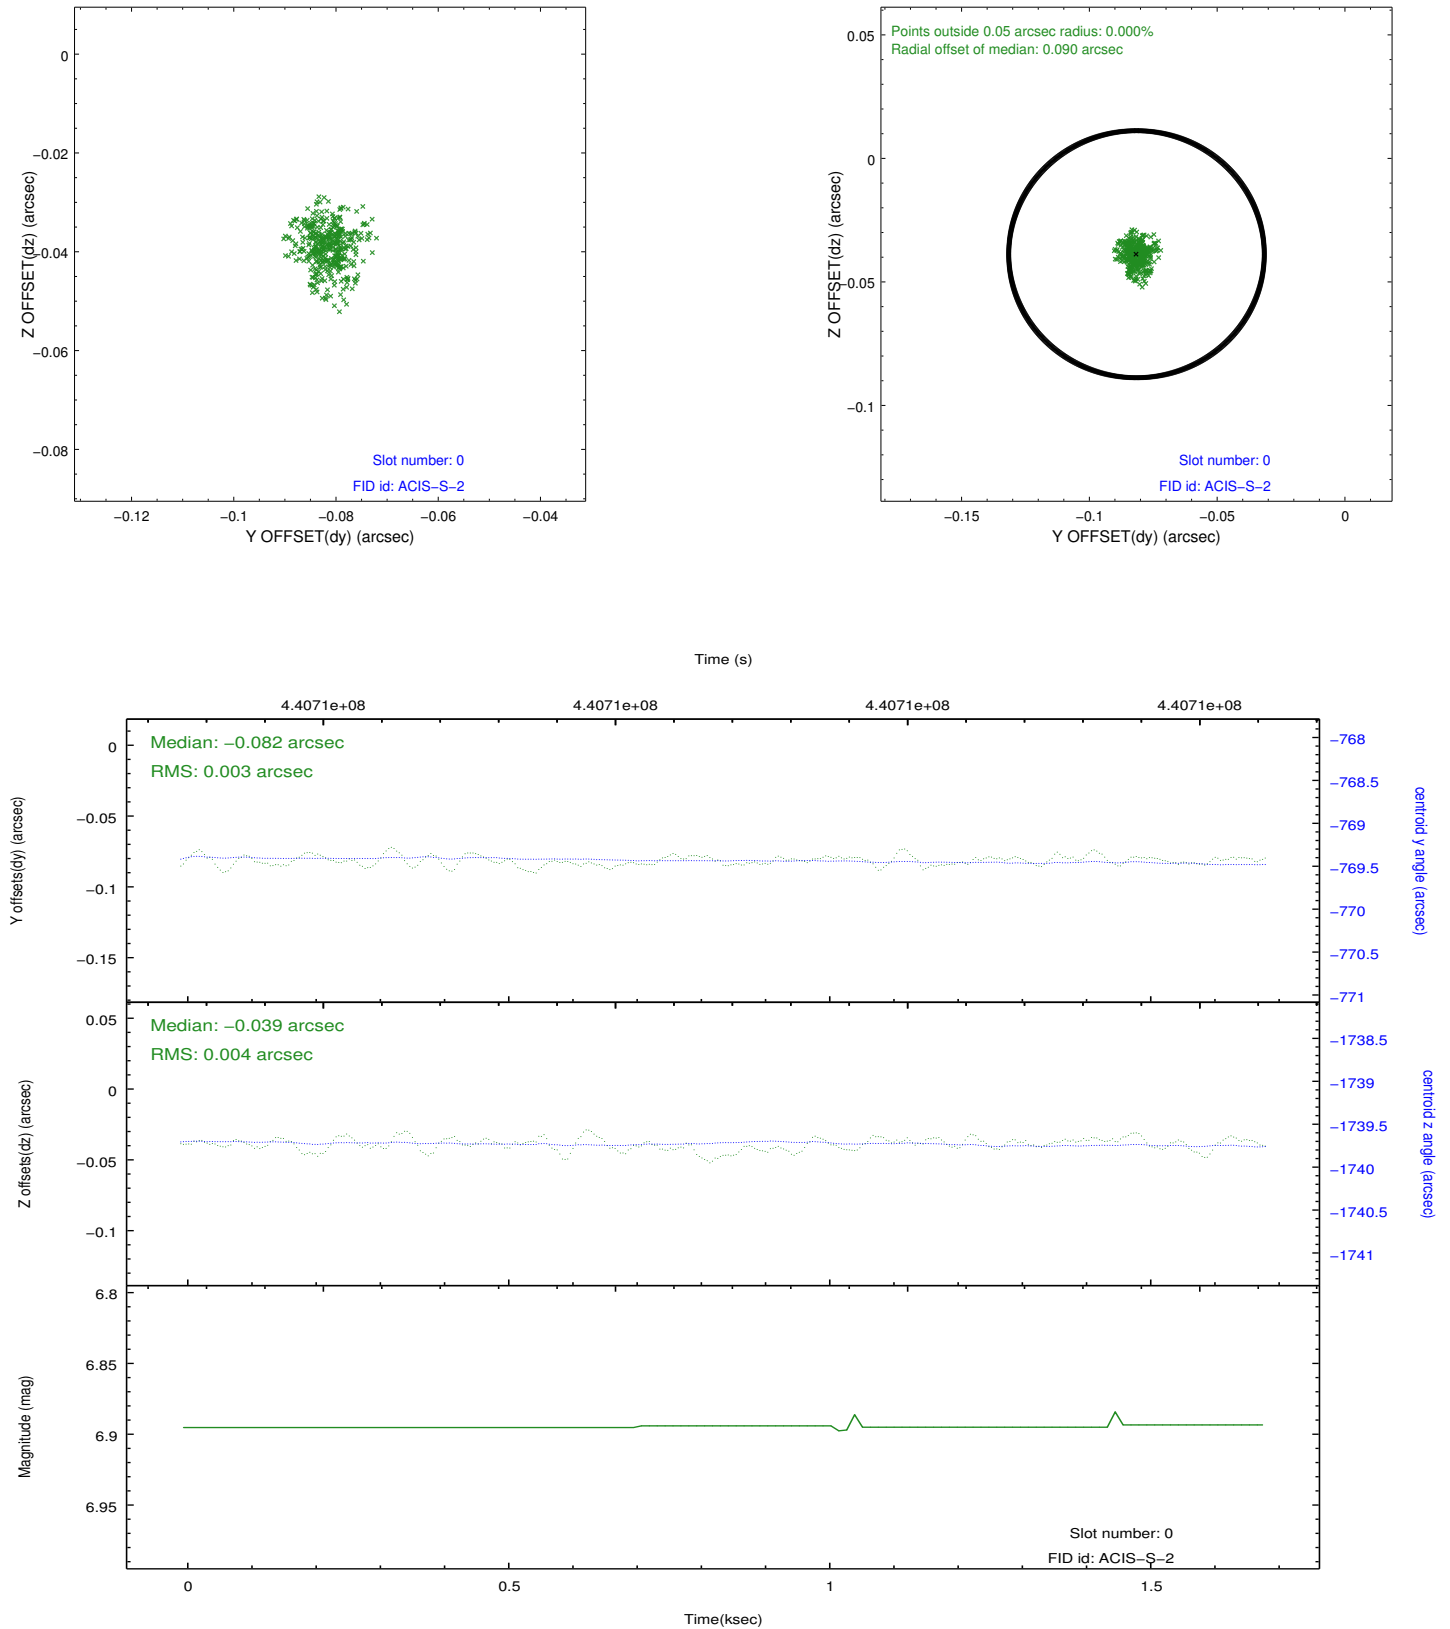 0
−0.02
−0.04
−0.06
−0.08
Z OFFSET(dz) (arcsec)
Slot number: 0
FID id: ACIS−S−2
−0.12
−0.1
−0.08
−0.06
−0.04
Y OFFSET(dy) (arcsec)
Points outside 0.05 arcsec radius: 0.000%
Radial offset of median: 0.090 arcsec
0.05
0
−0.05
−0.1
Z OFFSET(dz) (arcsec)
Slot number: 0
FID id: ACIS−S−2
−0.15
−0.1
−0.05
0
Y OFFSET(dy) (arcsec)
Time (s)
4.4071e+08
4.4071e+08
4.4071e+08
4.4071e+08
Median: −0.082 arcsec
RMS: 0.003 arcsec
0
−0.05
−0.1
−0.15
Y offsets(dy) (arcsec)
−768
−768.5
−769
−769.5
−770
−770.5
−771
centroid y angle (arcsec)
Median: −0.039 arcsec
RMS: 0.004 arcsec
0.05
0
−0.05
−0.1
Z offsets(dz) (arcsec)
−1738.5
−1739
−1739.5
−1740
−1740.5
−1741
centroid z angle (arcsec)
6.8
6.85
6.9
6.95
Magnitude (mag)
Slot number: 0
FID id: ACIS−S−2
0
0.5
1
1.5
Time(ksec)